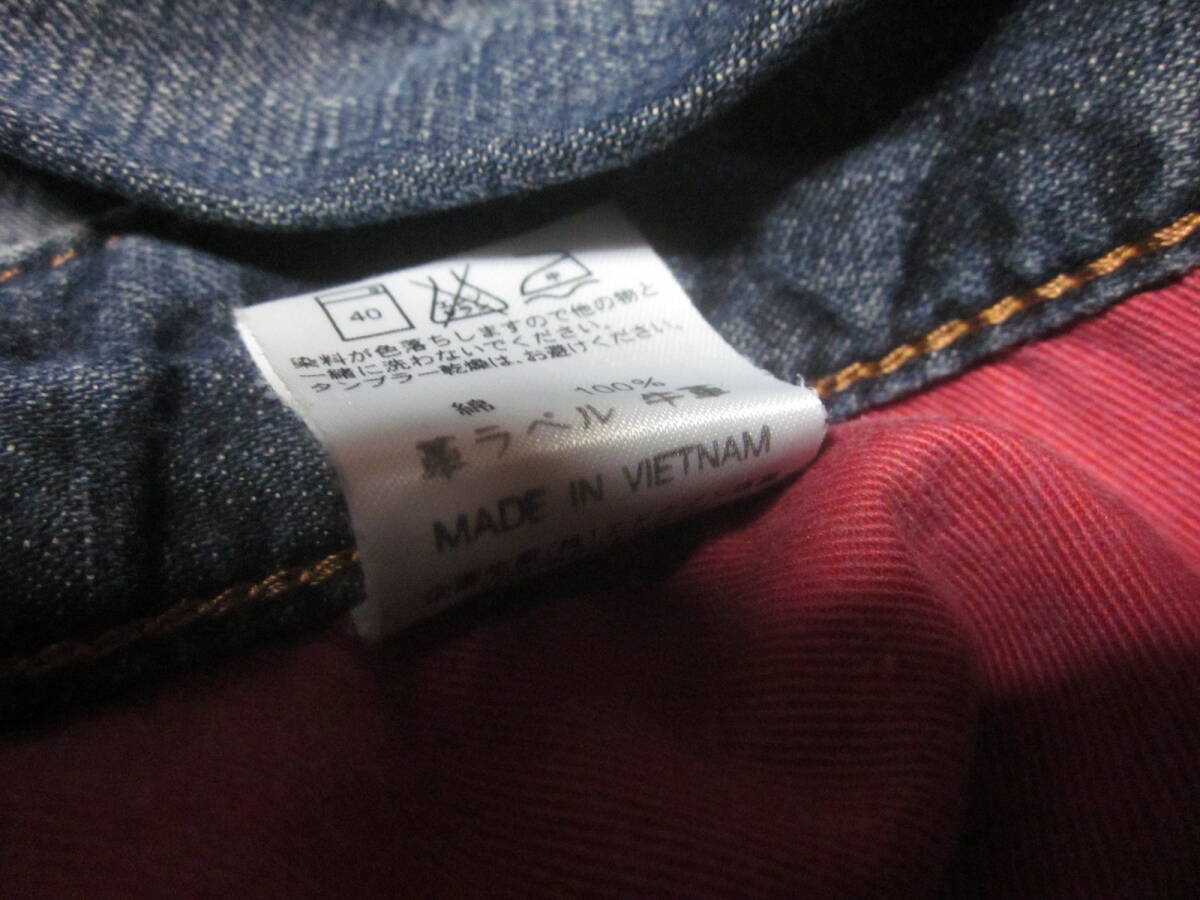 40
染料が色落ちしますので他の物と
一緒に洗わないでください。
タンブラー乾燥は、お避けください。
綿 100%
革ラベル 牛革
MADE IN VIETNAM